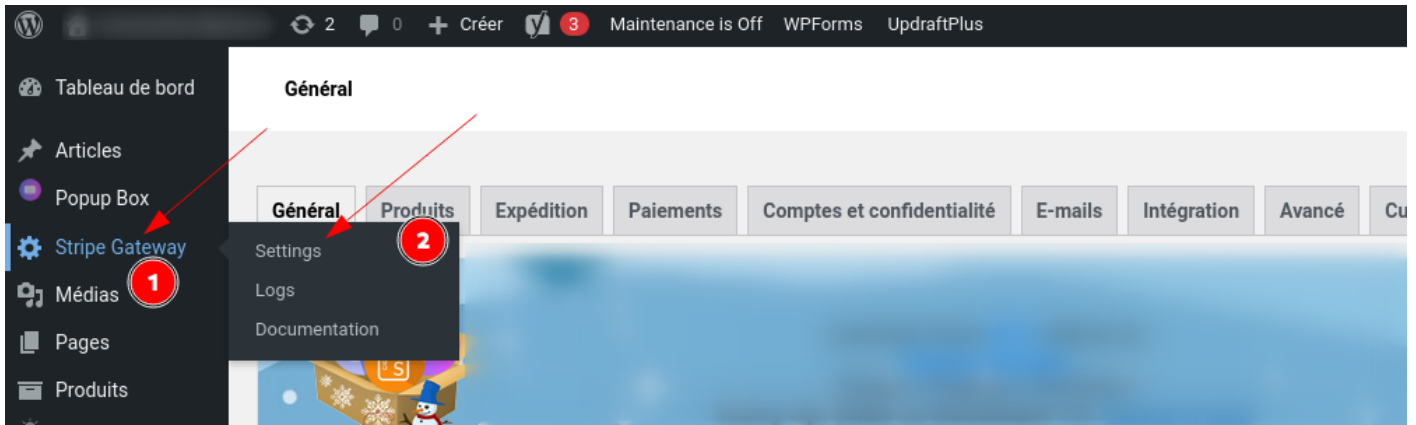 2 0 Créer 3 Maintenance is Off WPForms UpdraftPlus
Tableau de bord
Général
Articles
Popup Box
Général Produits Expédition Paiements Comptes et confidentialité E-mails Intégration Avancé Cu
Stripe Gateway
1
Settings
2
Médias
Logs
Documentation
Pages
S
Produits